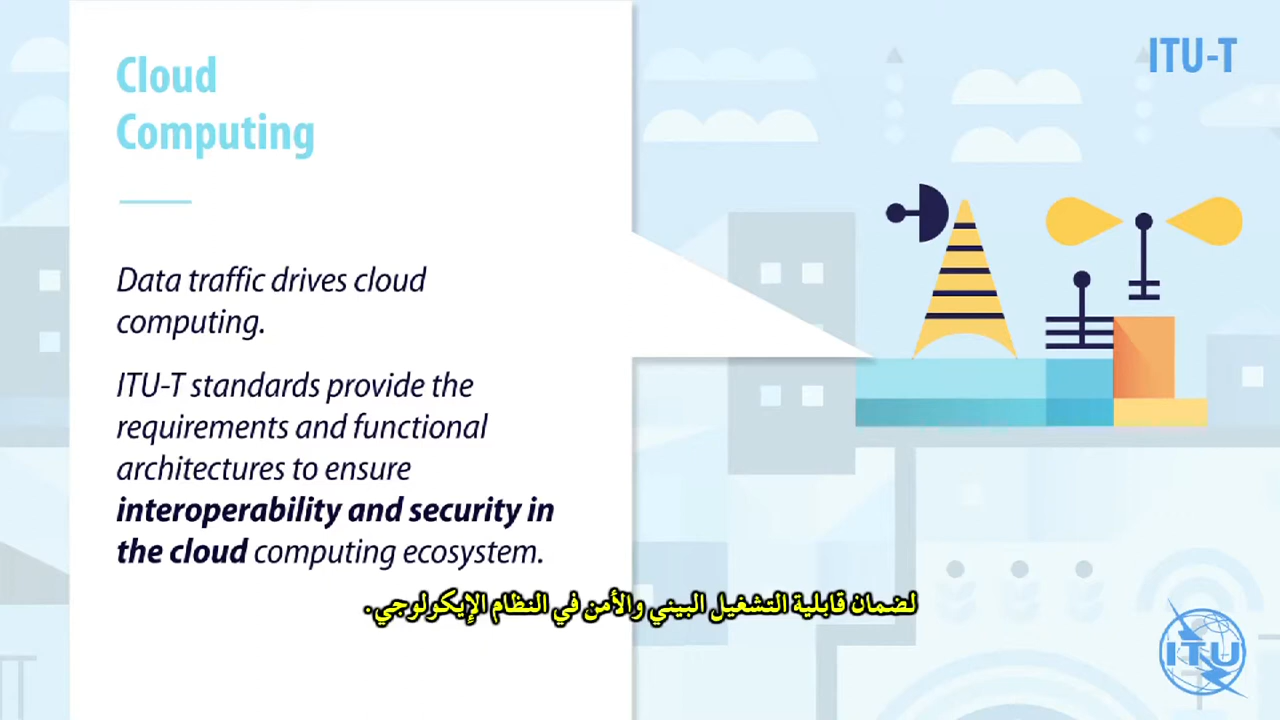 Cloud
Computing
ITU-T
Data traffic drives cloud
computing.
ITU-T standards provide the
requirements and functional
architectures to ensure
interoperability and security in
the cloud computing ecosystem.
لضمان قابلية التشغيل البيني والأمن في النظام الإيكولوجي.
ITU